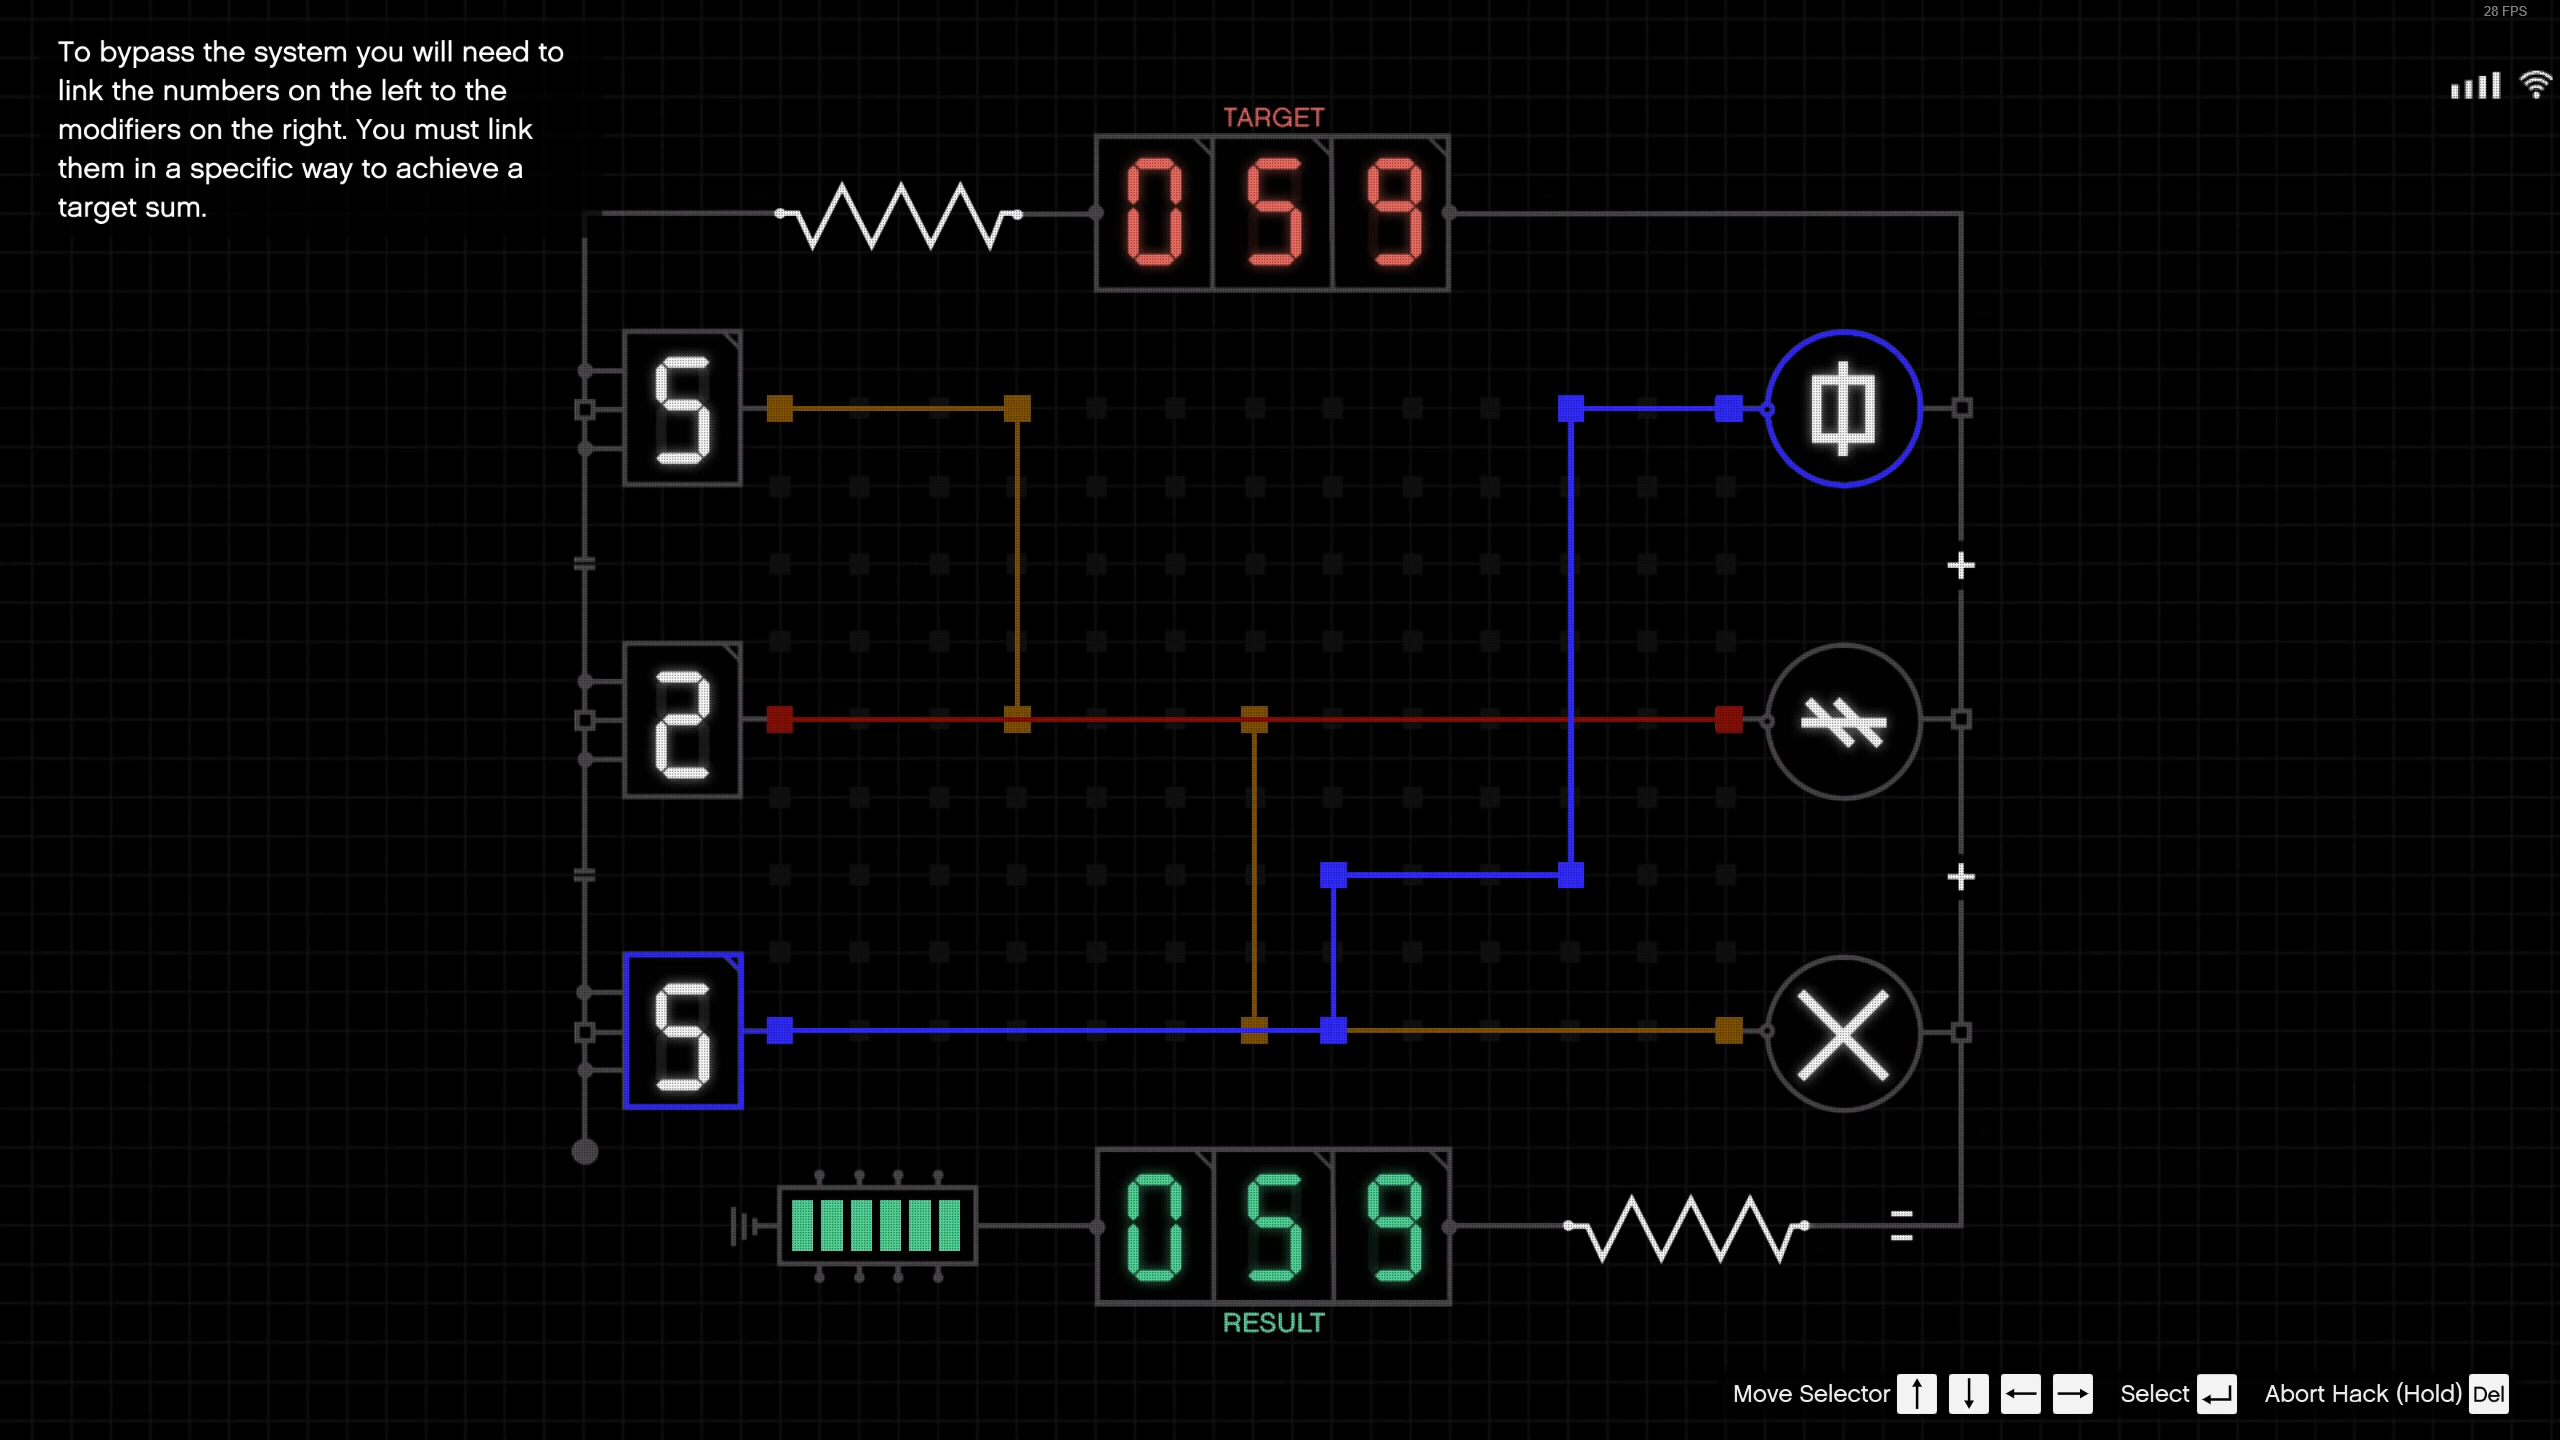 28 FPS
To bypass the system you will need to
link the numbers on the left to the
modifiers on the right. You must link
them in a specific way to achieve a
target sum.
TARGET
059
5
2
5
+
+
=
059
RESULT
Move Selector ↑ ↓ ← → Select ↵ Abort Hack (Hold) Del